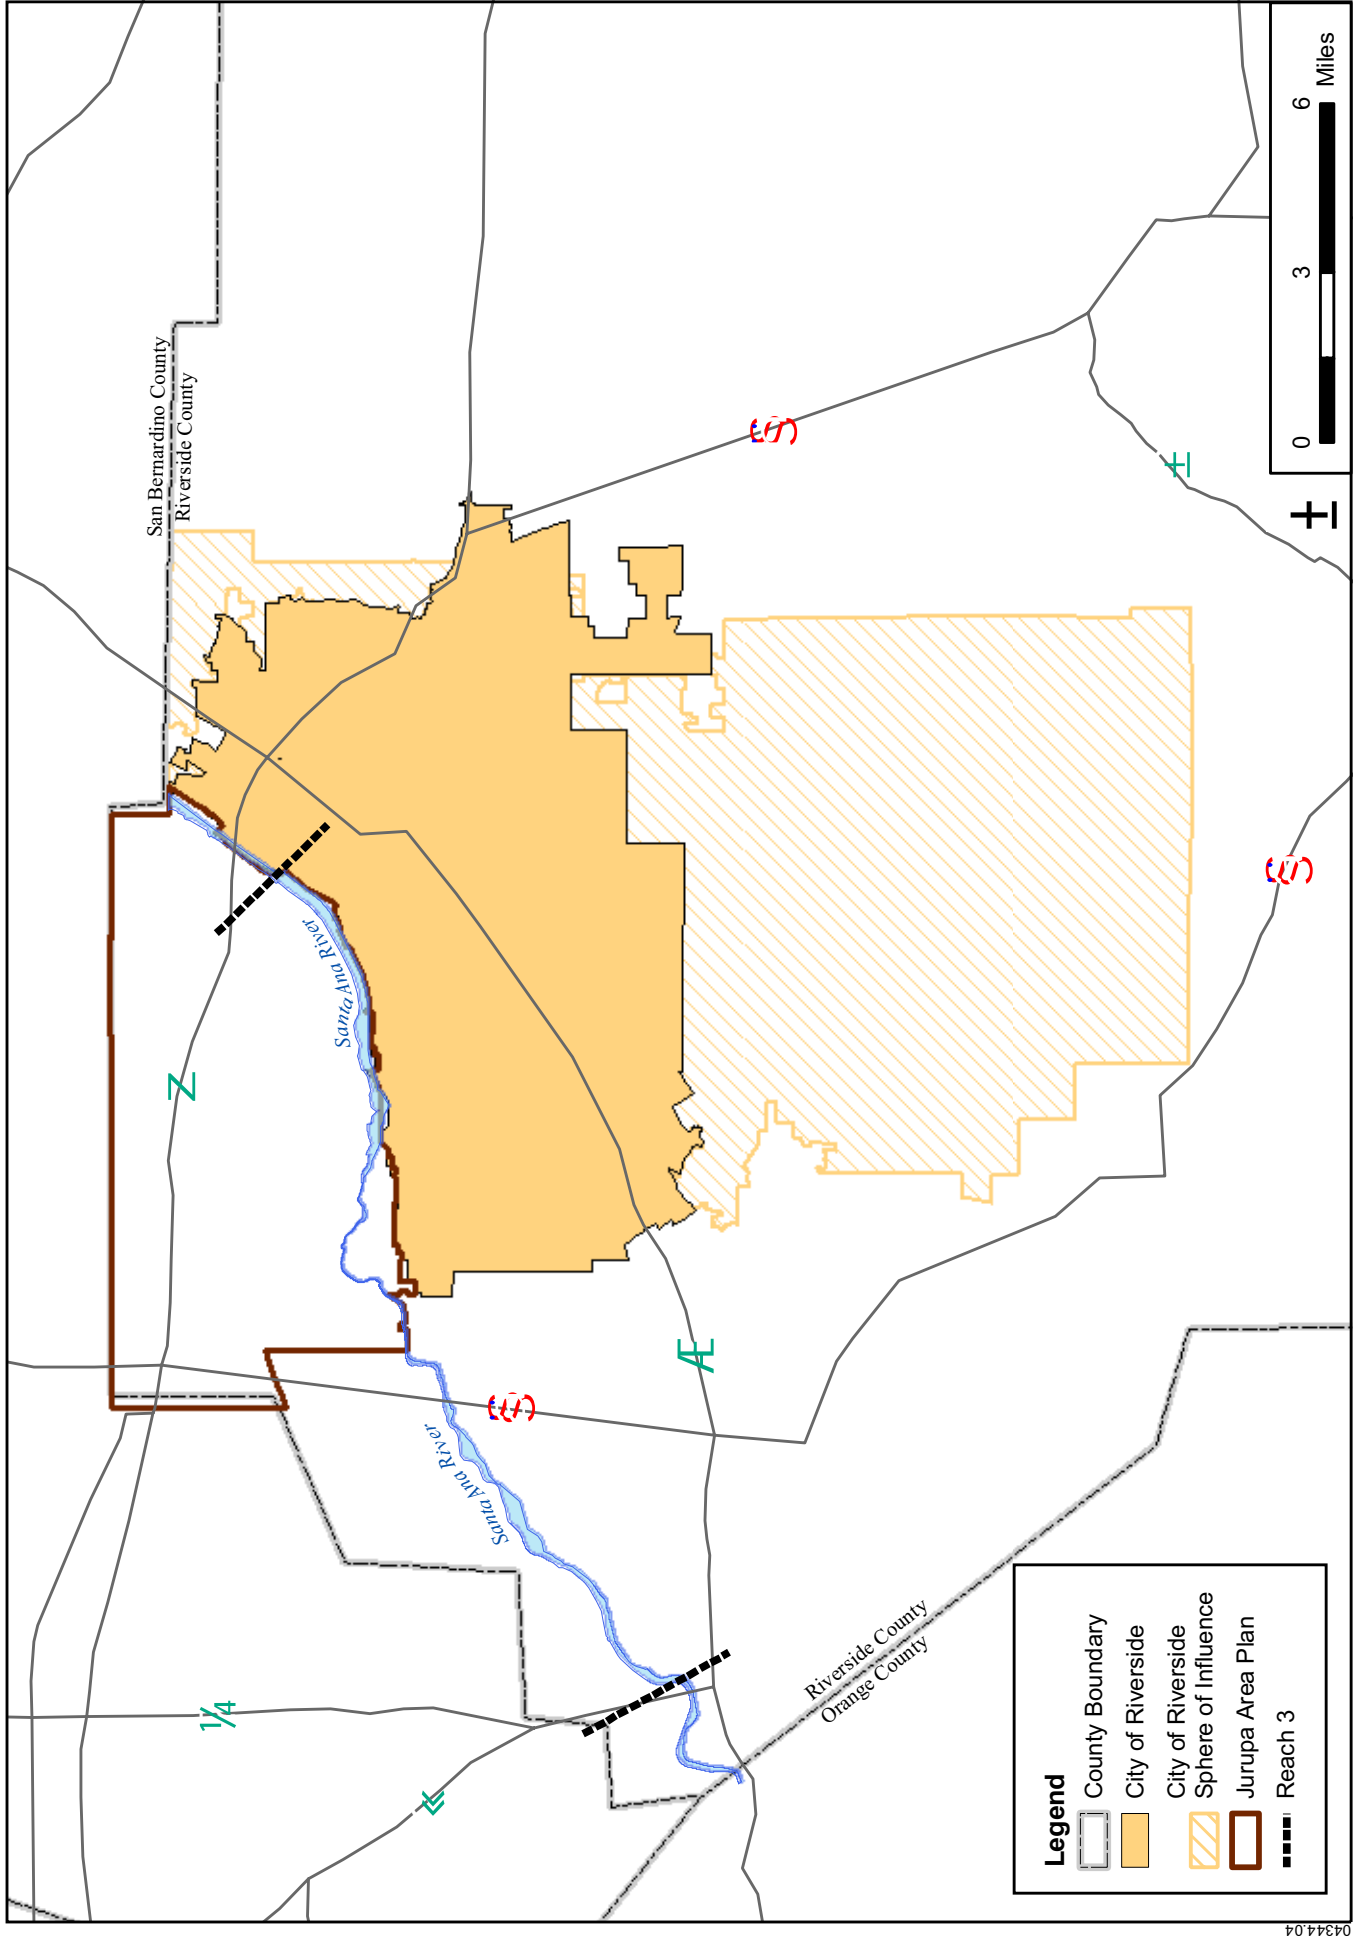 San Bernardino County
Riverside County
Santa Ana River
Santa Ana River
Riverside County
Orange County
Legend
County Boundary
City of Riverside
City of Riverside
Sphere of Influence
Jurupa Area Plan
Reach 3
0 3 6
Miles
±
Z
Æ
1/4
«
±
04344.04